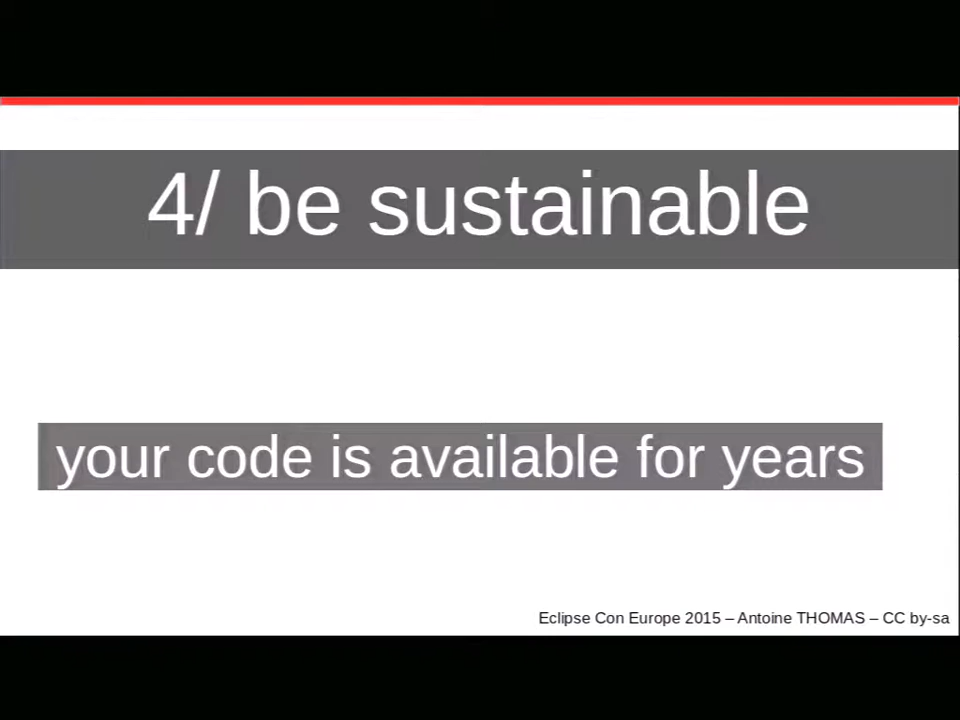 4/ be sustainable
your code is available for years
Eclipse Con Europe 2015 – Antoine THOMAS – CC by-sa